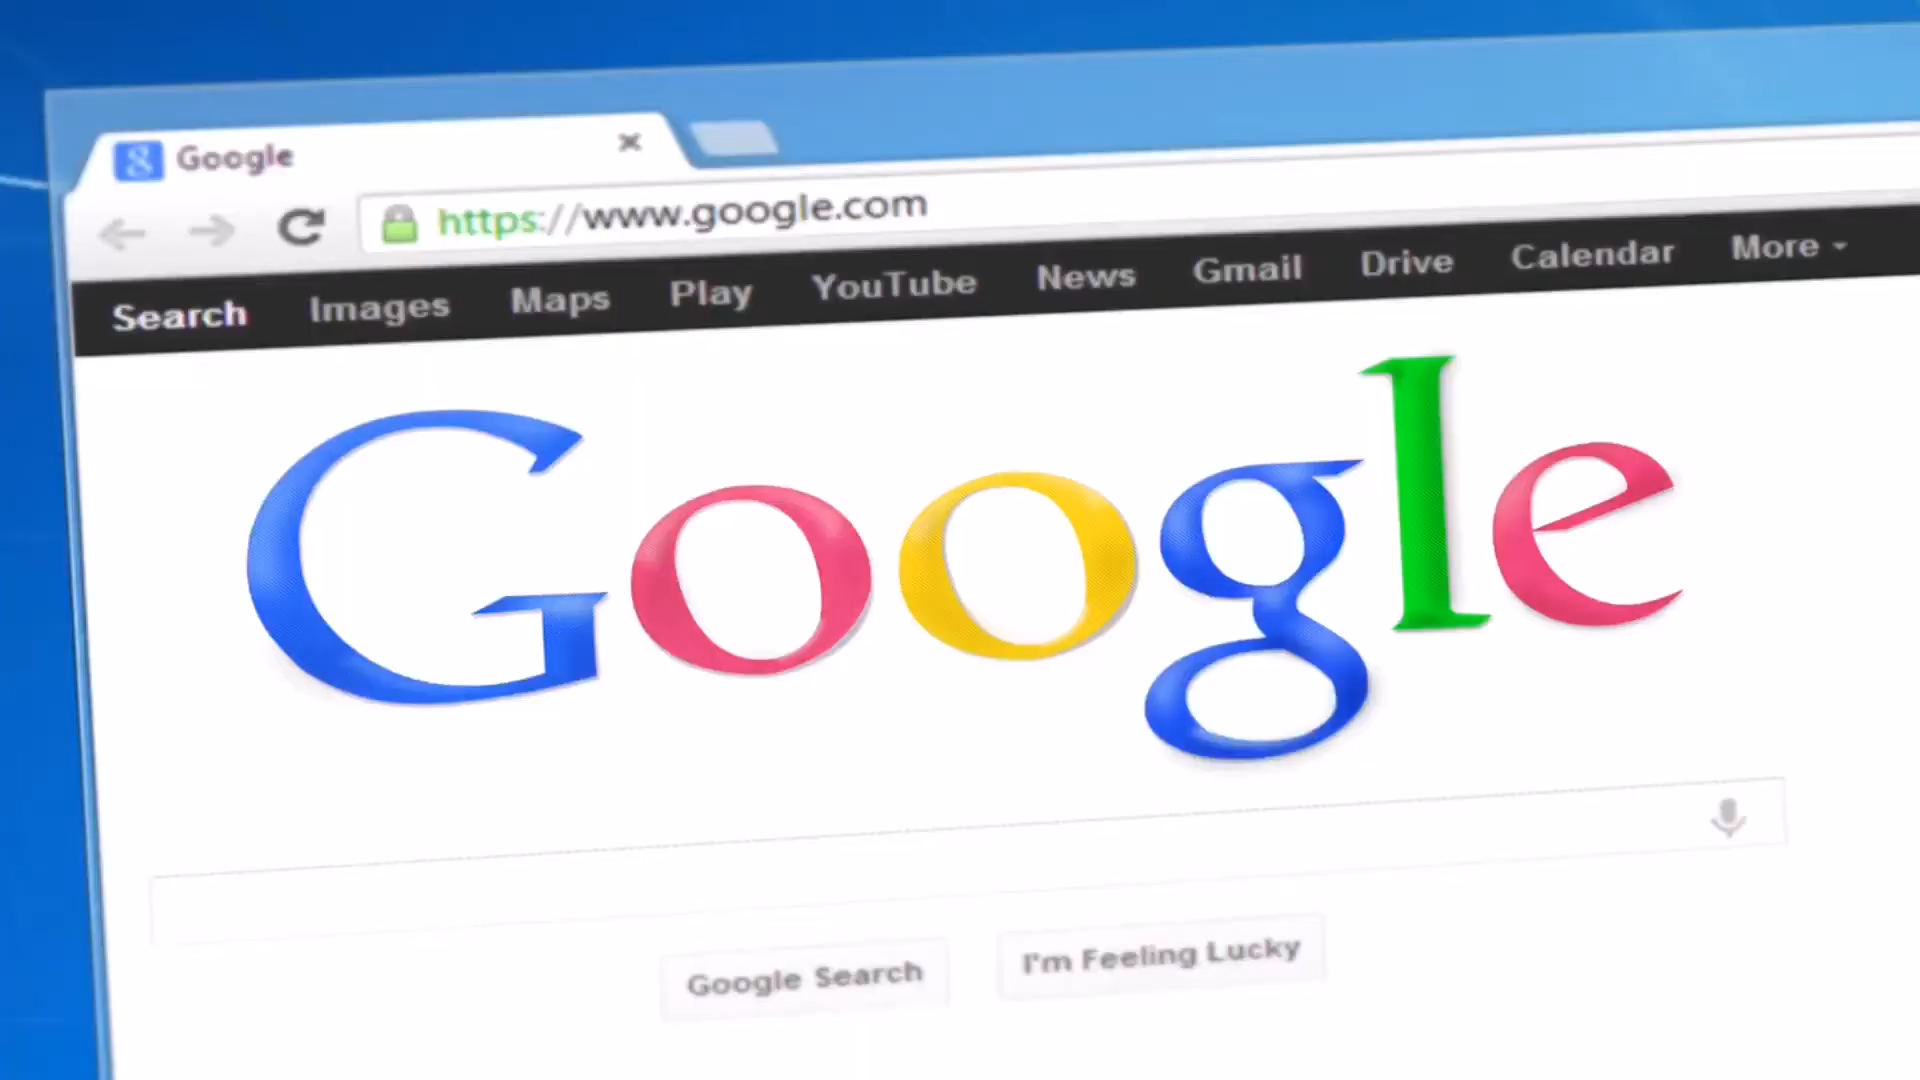 Google
https://www.google.com
Search Images Maps Play YouTube News Gmail Drive Calendar More
Google
Google Search I'm Feeling Lucky